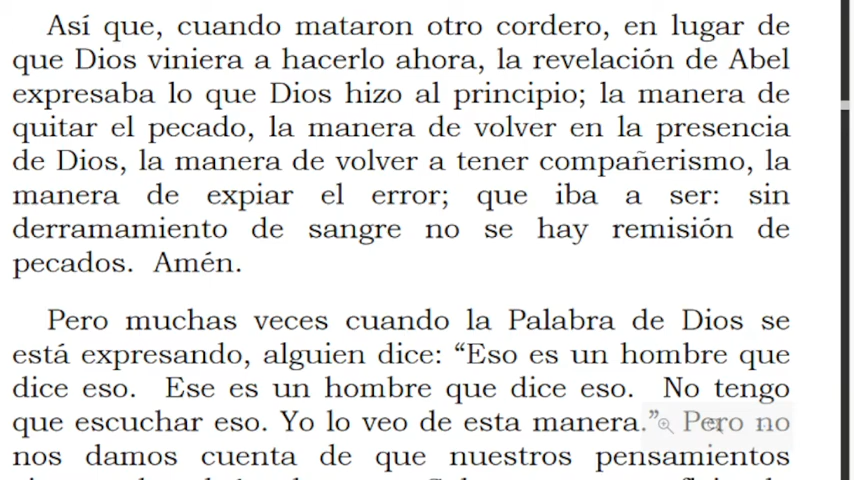 Así que, cuando mataron otro cordero, en lugar de
que Dios viniera a hacerlo ahora, la revelación de Abel
expresaba lo que Dios hizo al principio; la manera de
quitar el pecado, la manera de volver en la presencia
de Dios, la manera de volver a tener compañerismo, la
manera de expiar el error; que iba a ser: sin
derramamiento de sangre no se hay remisión de
pecados. Amén.
Pero muchas veces cuando la Palabra de Dios se
está expresando, alguien dice: “Eso es un hombre que
dice eso. Ese es un hombre que dice eso. No tengo
que escuchar eso. Yo lo veo de esta manera.” Pero no
nos damos cuenta de que nuestros pensamientos